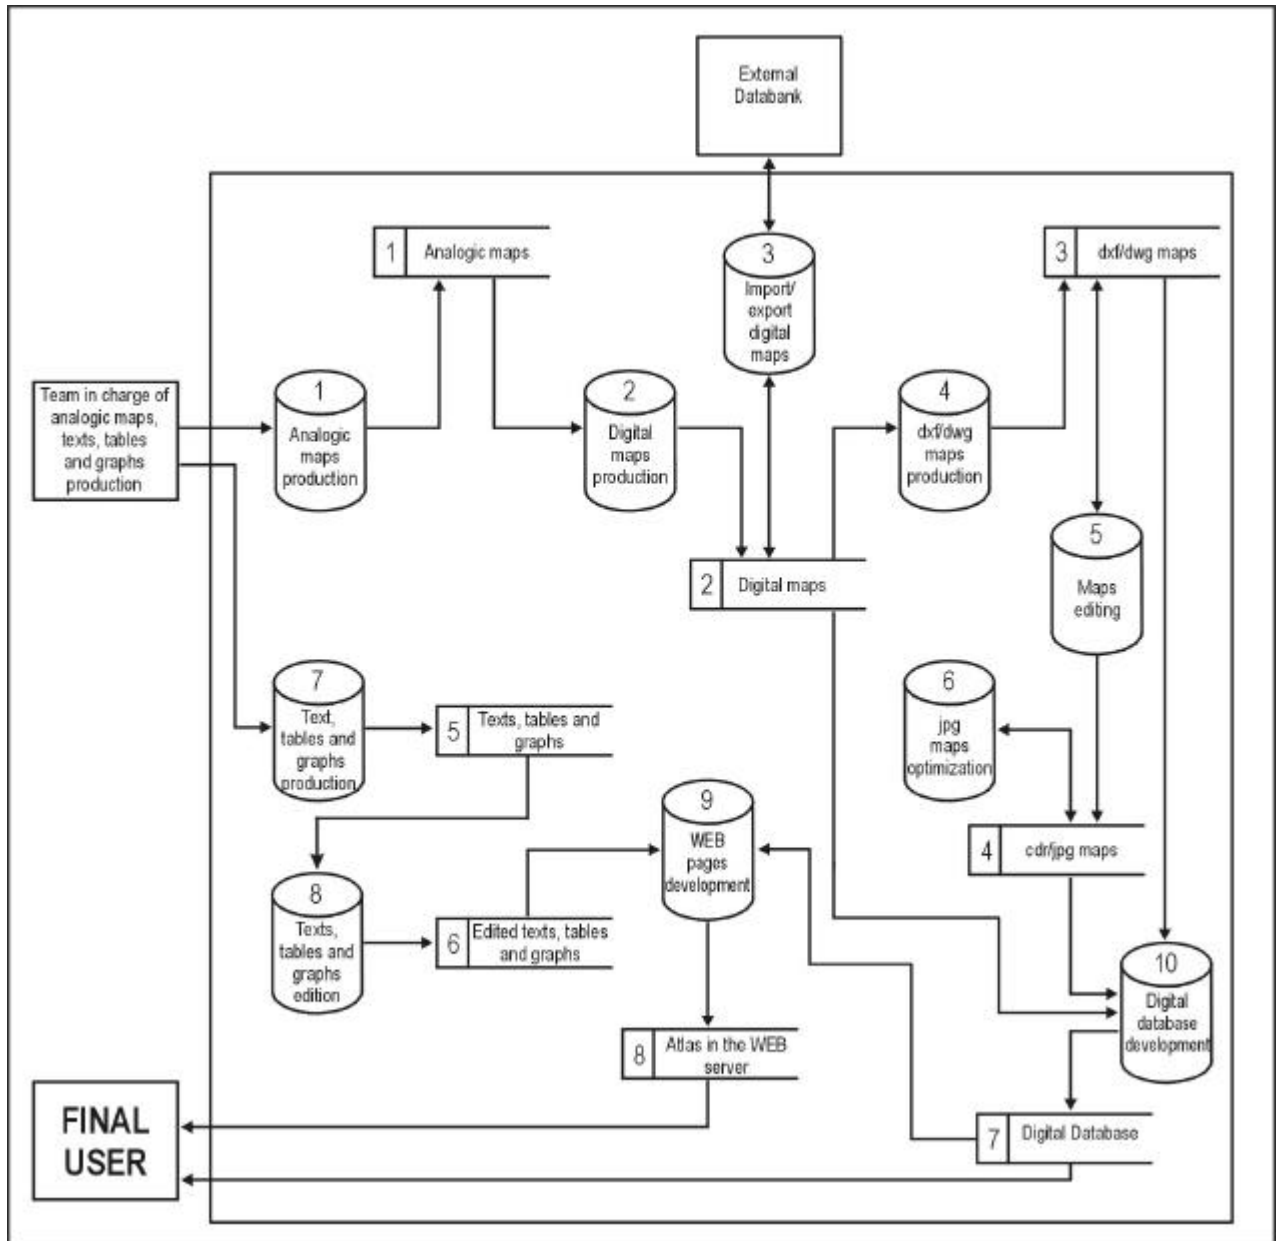 External
Databank
1
Analogic maps
3
Import/
export
digital
maps
3
dxf/dwg maps
Team in charge of
analogic maps,
texts, tables
and graphs
production
1
Analogic
maps
production
2
Digital
maps
production
4
dxf/dwg
maps
production
2
Digital maps
5
Maps
editing
7
Text,
tables and
graphs
production
5
Texts, tables and
graphs
6
jpg
maps
optimization
9
WEB
pages
development
4
cdr/jpg maps
8
Texts,
tables and
graphs
edition
6
Edited texts, tables
and graphs
10
Digital
database
development
8
Atlas in the WEB
server
FINAL
USER
7
Digital Database